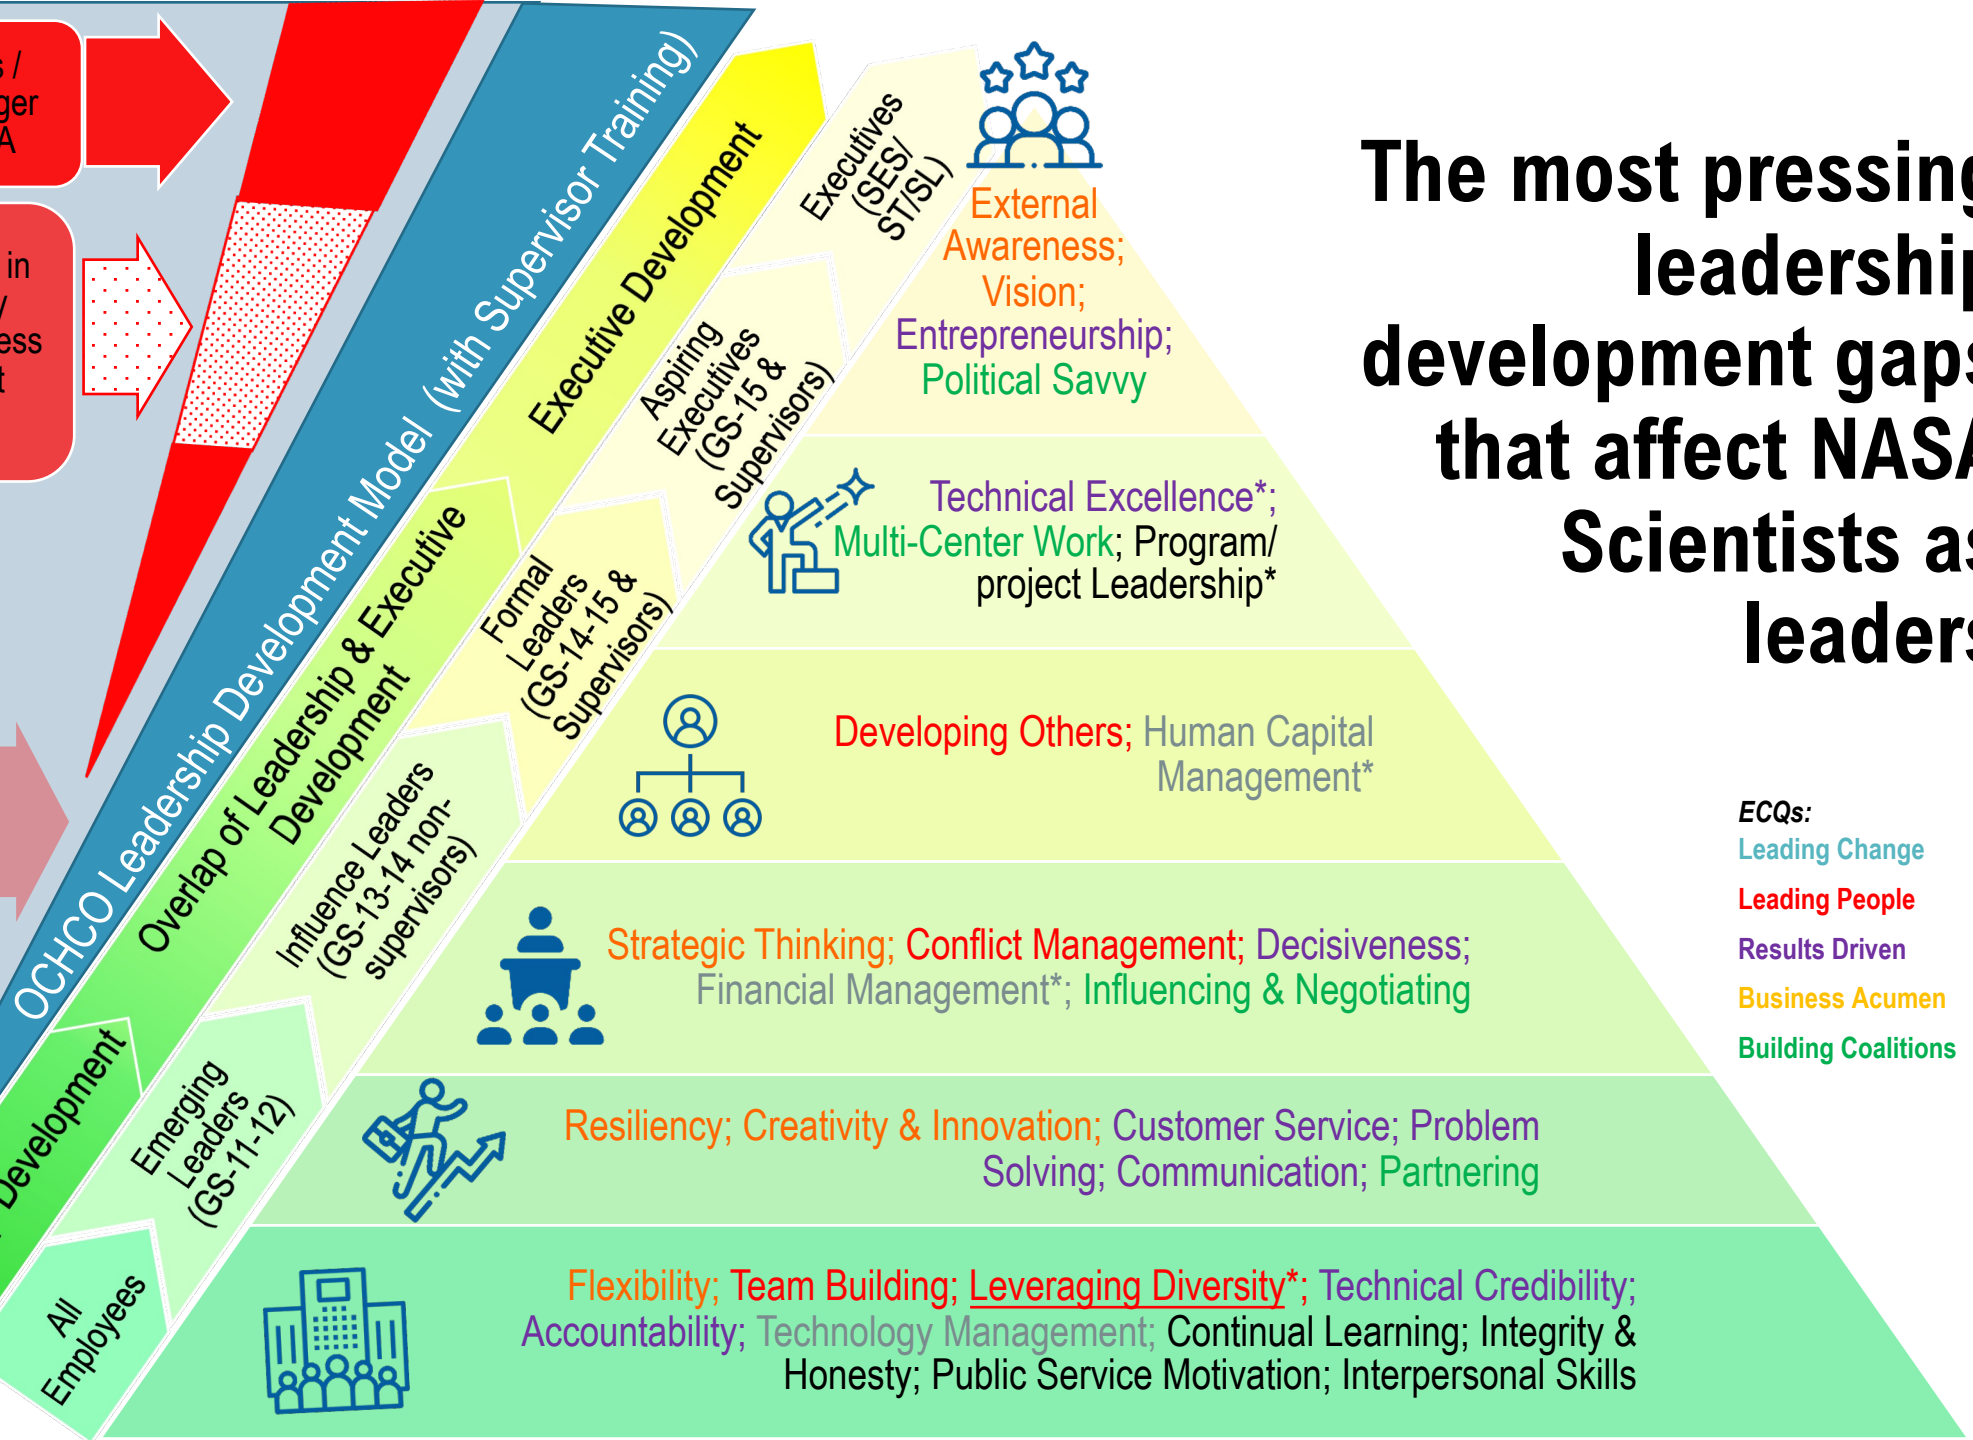 The most pressing
leadership
development gaps
that affect NASA
Scientists as
leaders
ger
A
in
ess
OCHCO Leadership Development Model (with Supervisor Training)
Executive Development
Overlap of Leadership & Executive
Development
Development
Executives
(SES/
ST/SL)
Aspiring
Executives
(GS-15 &
Supervisors)
Formal
Leaders
(GS-14-15 &
Supervisors)
Influence Leaders
(GS-13-14 non-
supervisors)
Emerging
Leaders
(GS-11-12)
All
Employees
External
Awareness;
Vision;
Entrepreneurship;
Political Savvy
Technical Excellence*;
Multi-Center Work; Program/
project Leadership*
Developing Others; Human Capital
Management*
Strategic Thinking; Conflict Management; Decisiveness;
Financial Management*; Influencing & Negotiating
Resiliency; Creativity & Innovation; Customer Service; Problem
Solving; Communication; Partnering
Flexibility; Team Building; Leveraging Diversity*; Technical Credibility;
Accountability; Technology Management; Continual Learning; Integrity &
Honesty; Public Service Motivation; Interpersonal Skills
ECQs:
Leading Change
Leading People
Results Driven
Business Acumen
Building Coalitions